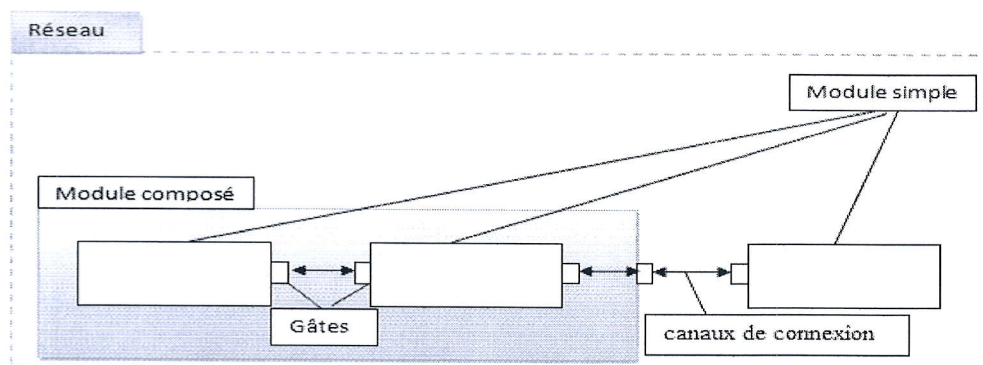 Réseau
Module simple
Module composé
Gâtes
canaux de connexion